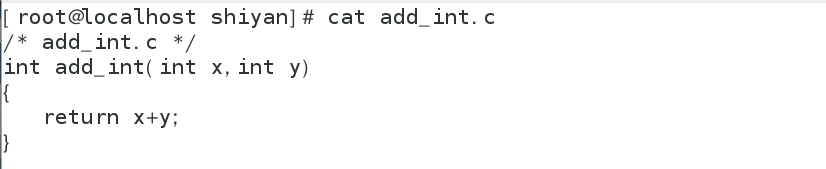 [root@localhost shiyan]# cat add_int.c
/* add_int.c */
int add_int(int x,int y)
{
    return x+y;
}